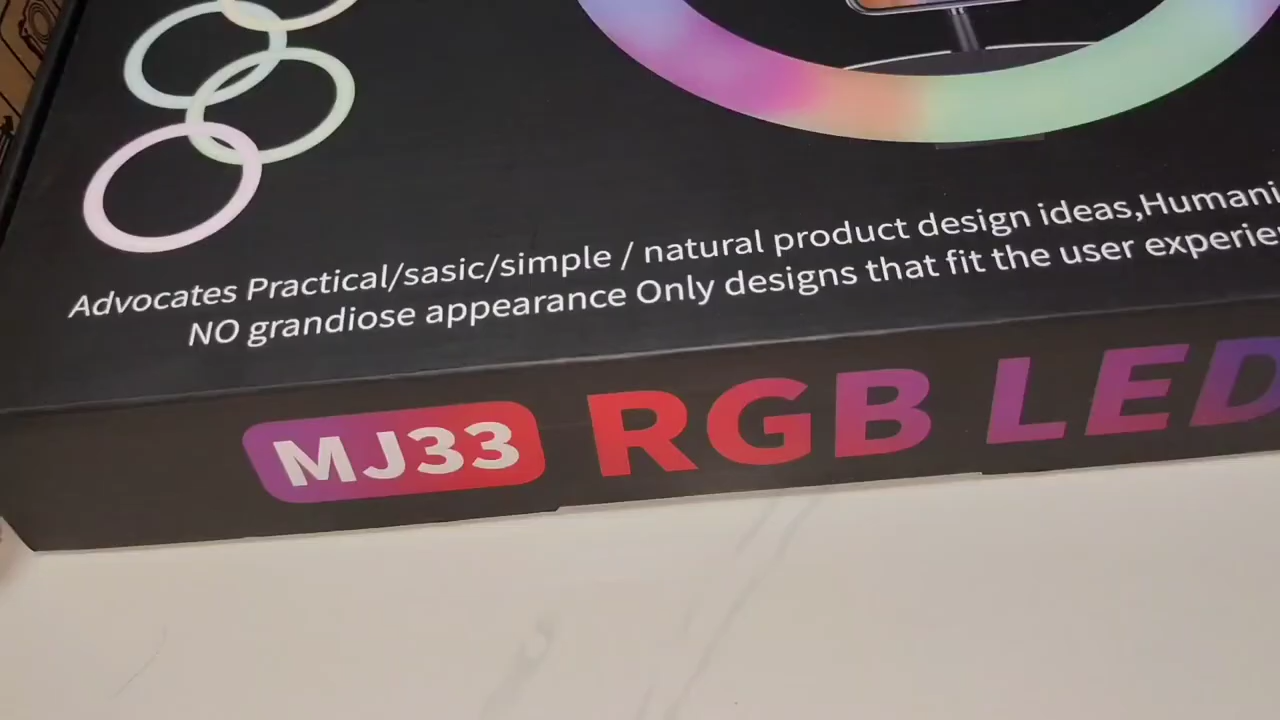 Advocates Practical/sasic/simple / natural product design ideas,Humani
NO grandiose appearance Only designs that fit the user experie
MJ33 RGB LED